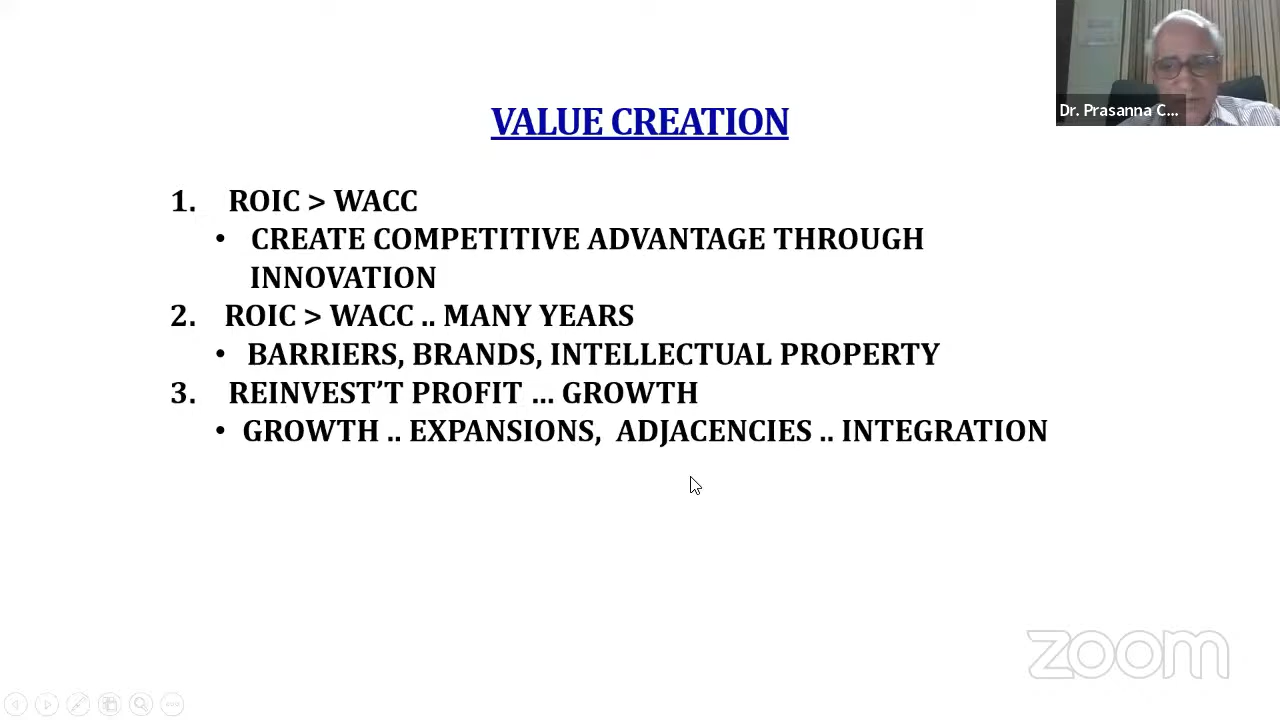 Dr. Prasanna C...
VALUE CREATION
1. ROIC > WACC
• CREATE COMPETITIVE ADVANTAGE THROUGH
INNOVATION
2. ROIC > WACC .. MANY YEARS
• BARRIERS, BRANDS, INTELLECTUAL PROPERTY
3. REINVEST’T PROFIT ... GROWTH
• GROWTH .. EXPANSIONS, ADJACENCIES .. INTEGRATION
zoom